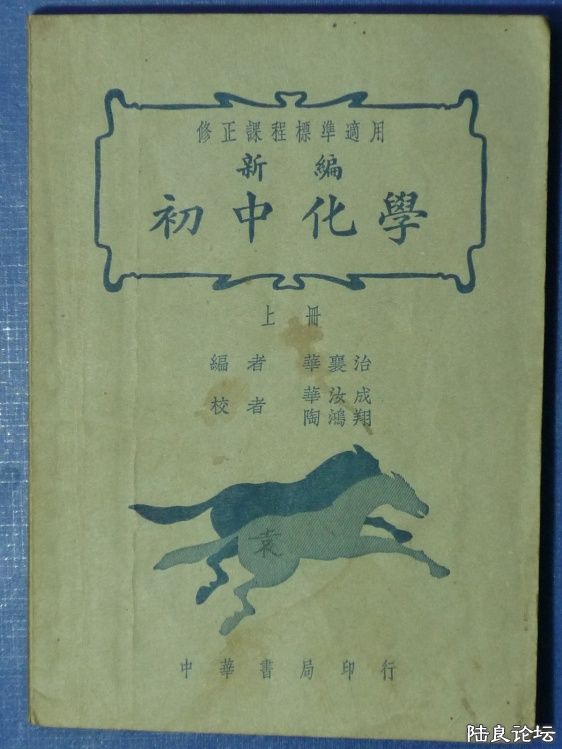 修正課程標準適用
新編
初中化學
上冊
編者 華襄治
校者 華汝成
陶鴻翔
袁
中華書局印行
陆良论坛